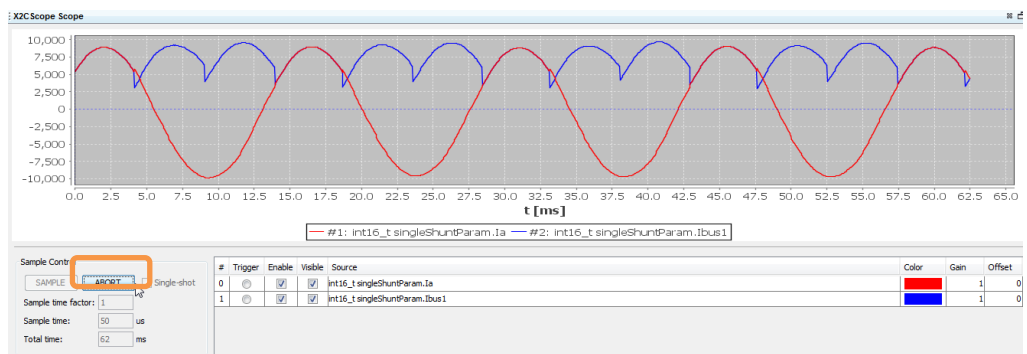 X2CScope Scope
10,000
7,500
5,000
2,500
0
-2,500
-5,000
-7,500
-10,000
0.0 2.5 5.0 7.5 10.0 12.5 15.0 17.5 20.0 22.5 25.0 27.5 30.0 32.5 35.0 37.5 40.0 42.5 45.0 47.5 50.0 52.5 55.0 57.5 60.0 62.5 65.0
t [ms]
#1: int16_t singleShuntParam.Ia #2: int16_t singleShuntParam.Ibus1
Sample Contr
SAMPLE ABORT Single-shot
Sample time factor: 1
Sample time: 50 us
Total time: 62 ms
# Trigger Enable Visible Source Color Gain Offset
0 int16_t singleShuntParam.Ia 1 0
1 int16_t singleShuntParam.Ibus1 1 0